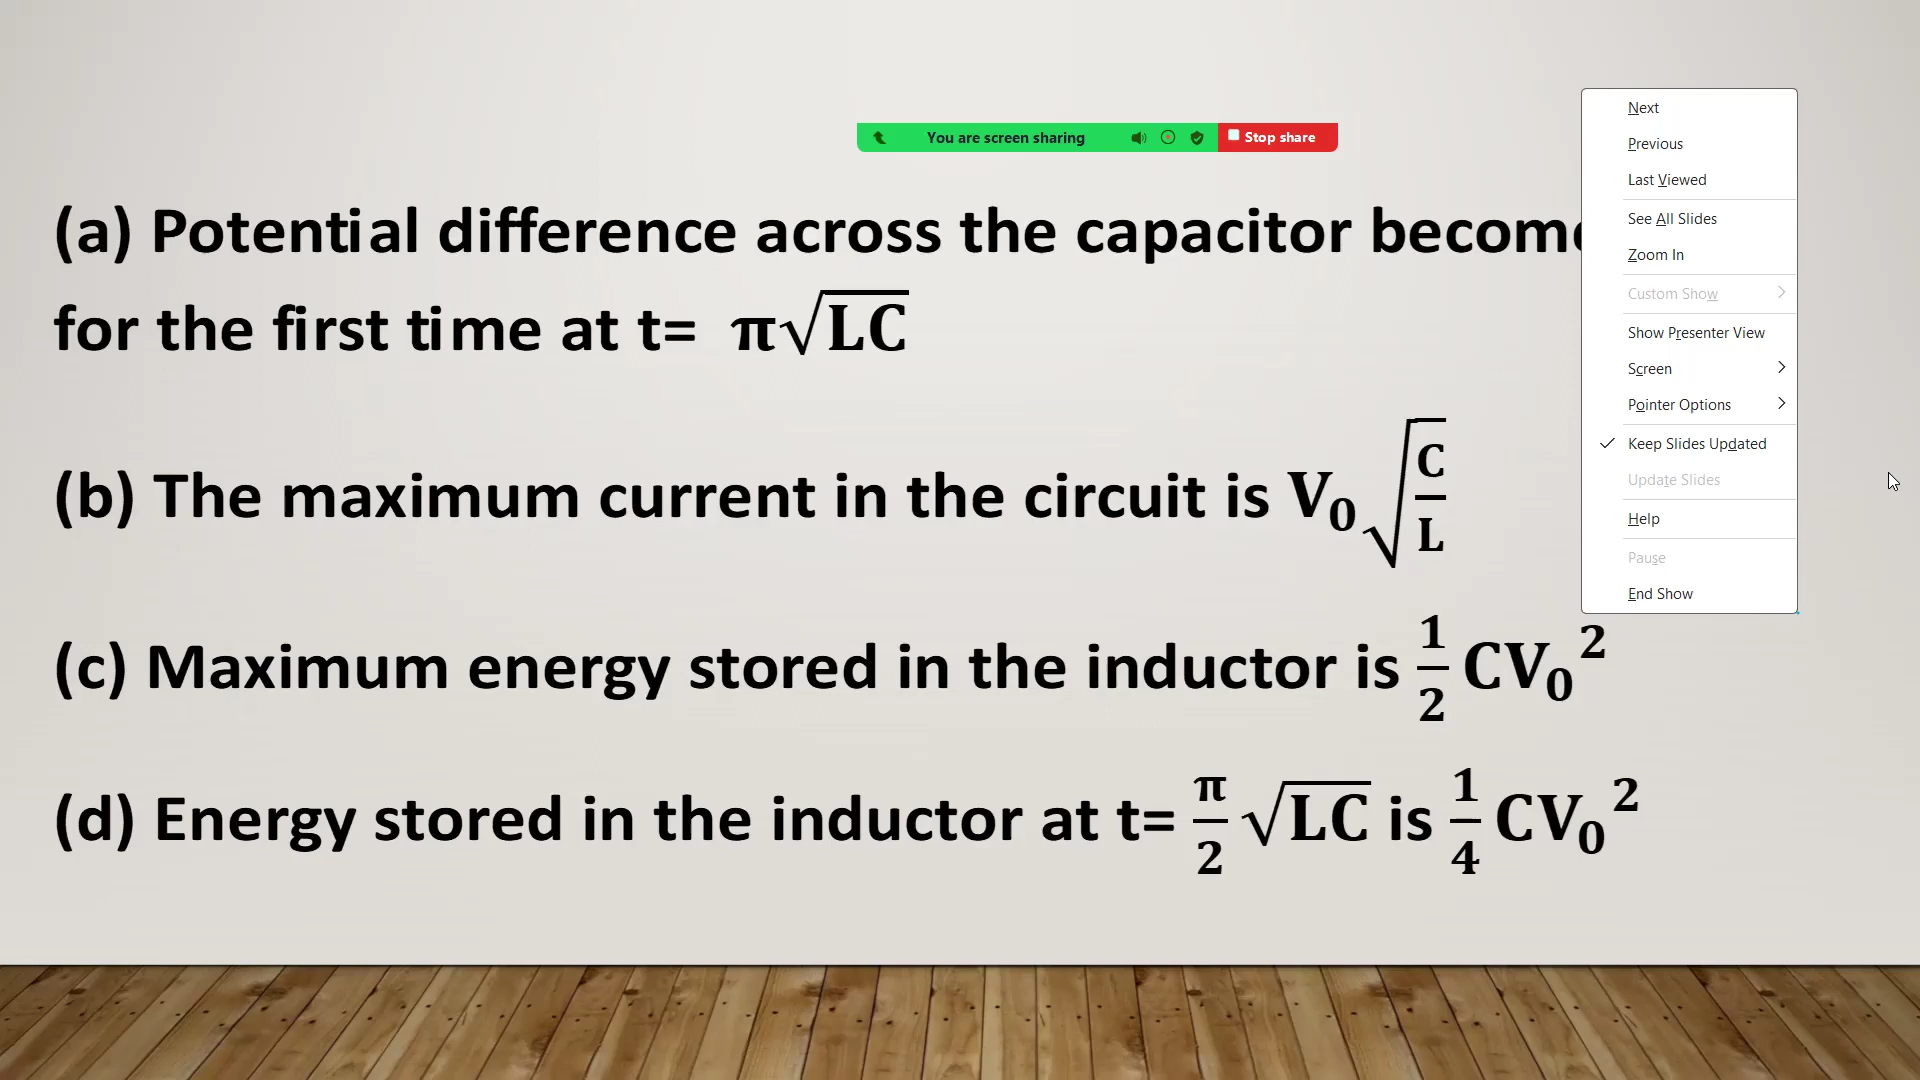 You are screen sharing Stop share
(a) Potential difference across the capacitor
for the first time at t= π√LC
(b) The maximum current in the circuit is V₀√(C/L)
(c) Maximum energy stored in the inductor is 1/2 CV₀²
(d) Energy stored in the inductor at t= π/2 √LC is 1/4 CV₀²
Next
Previous
Last Viewed
See All Slides
Zoom In
Custom Show
Show Presenter View
Screen
Pointer Options
Keep Slides Updated
Update Slides
Help
Pause
End Show